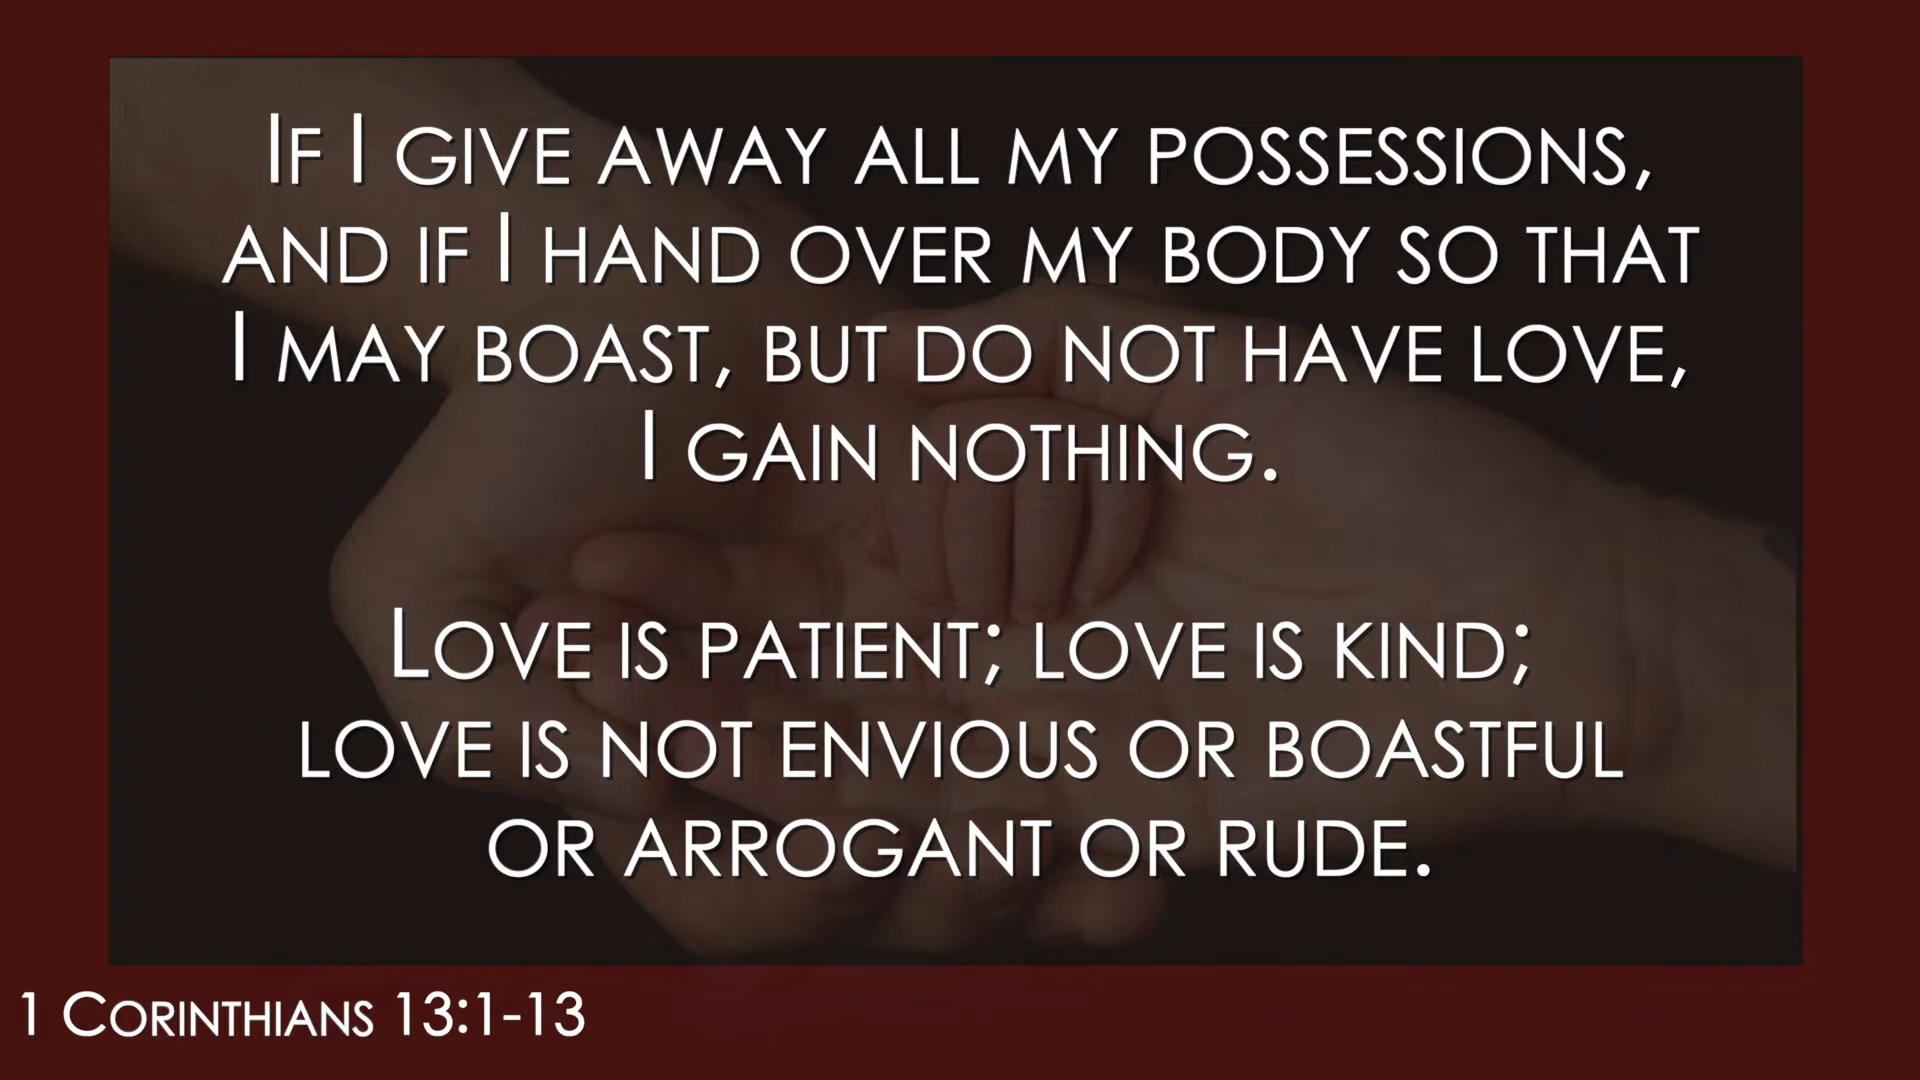 If I give away all my possessions,
and if I hand over my body so that
I may boast, but do not have love,
I gain nothing.
Love is patient; love is kind;
love is not envious or boastful
or arrogant or rude.
1 Corinthians 13:1-13